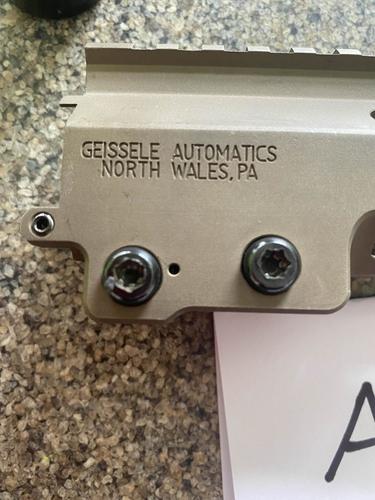 GEISSELE AUTOMATICS
NORTH WALES, PA
A